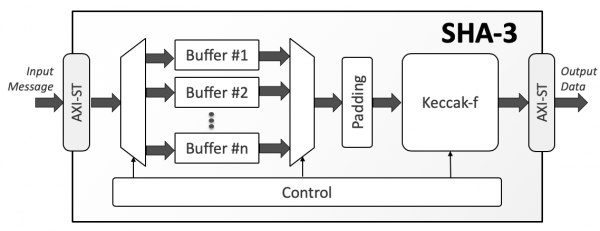 SHA-3
Input
Message
AXI-ST
Buffer #1
Buffer #2
Buffer #n
Padding
Keccak-f
AXI-ST
Output
Data
Control